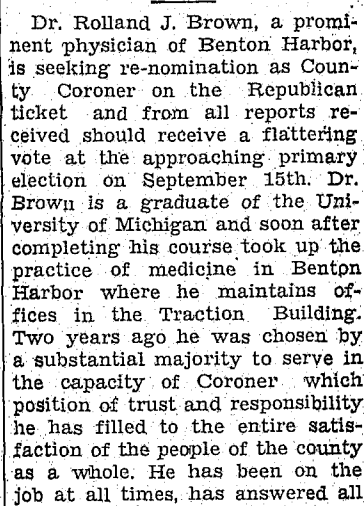 Dr. Rolland J. Brown, a promi-
nent physician of Benton Harbor,
is seeking re-nomination as Coun-
ty Coroner on the Republican
ticket and from all reports re-
ceived should receive a flattering
vote at the approaching primary
election on September 15th. Dr.
Brown is a graduate of the Uni-
versity of Michigan and soon after
completing his course took up the
practice of medicine in Benton
Harbor where he maintains of-
fices in the Traction Building.
Two years ago he was chosen by
a substantial majority to serve in
the capacity of Coroner which
position of trust and responsibility
he has filled to the entire satis-
faction of the people of the county
as a whole. He has been on the
job at all times, has answered all